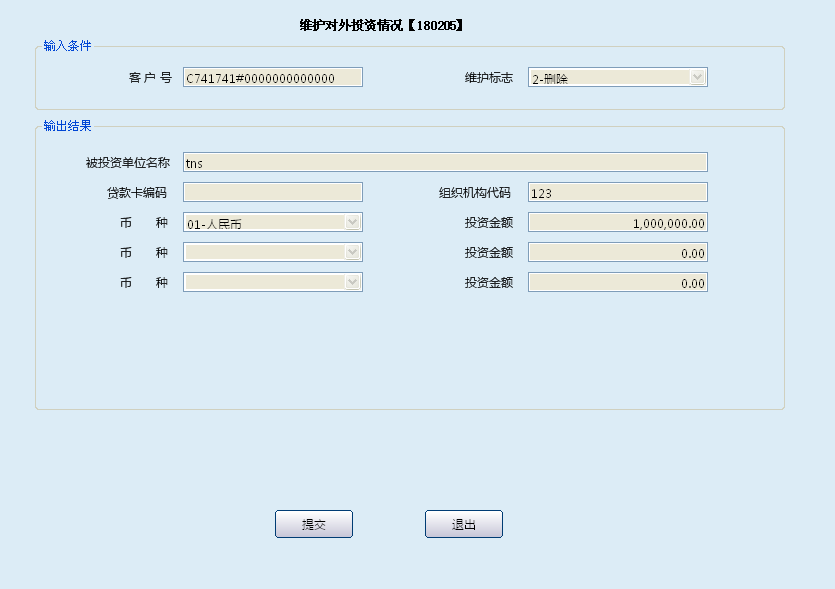 维护对外投资情况【180205】
输入条件
客 户 号 C741741#0000000000000 维护标志 2-删除
输出结果
被投资单位名称 tns
贷款卡编码 组织机构代码 123
币 种 01-人民币 投资金额 1,000,000.00
币 种 投资金额 0.00
币 种 投资金额 0.00
提交 退出